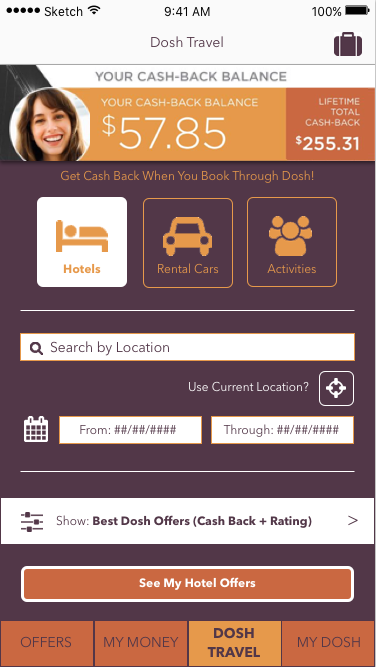 Sketch 9:41 AM 100%
Dosh Travel
YOUR CASH-BACK BALANCE
YOUR CASH-BACK BALANCE
$57.85
LIFETIME
TOTAL
CASH-BACK
$255.31
Get Cash Back When You Book Through Dosh!
Hotels
Rental Cars
Activities
Search by Location
Use Current Location?
From: ##/##/####
Through: ##/##/####
Show: Best Dosh Offers (Cash Back + Rating) >
See My Hotel Offers
OFFERS
MY MONEY
DOSH
TRAVEL
MY DOSH